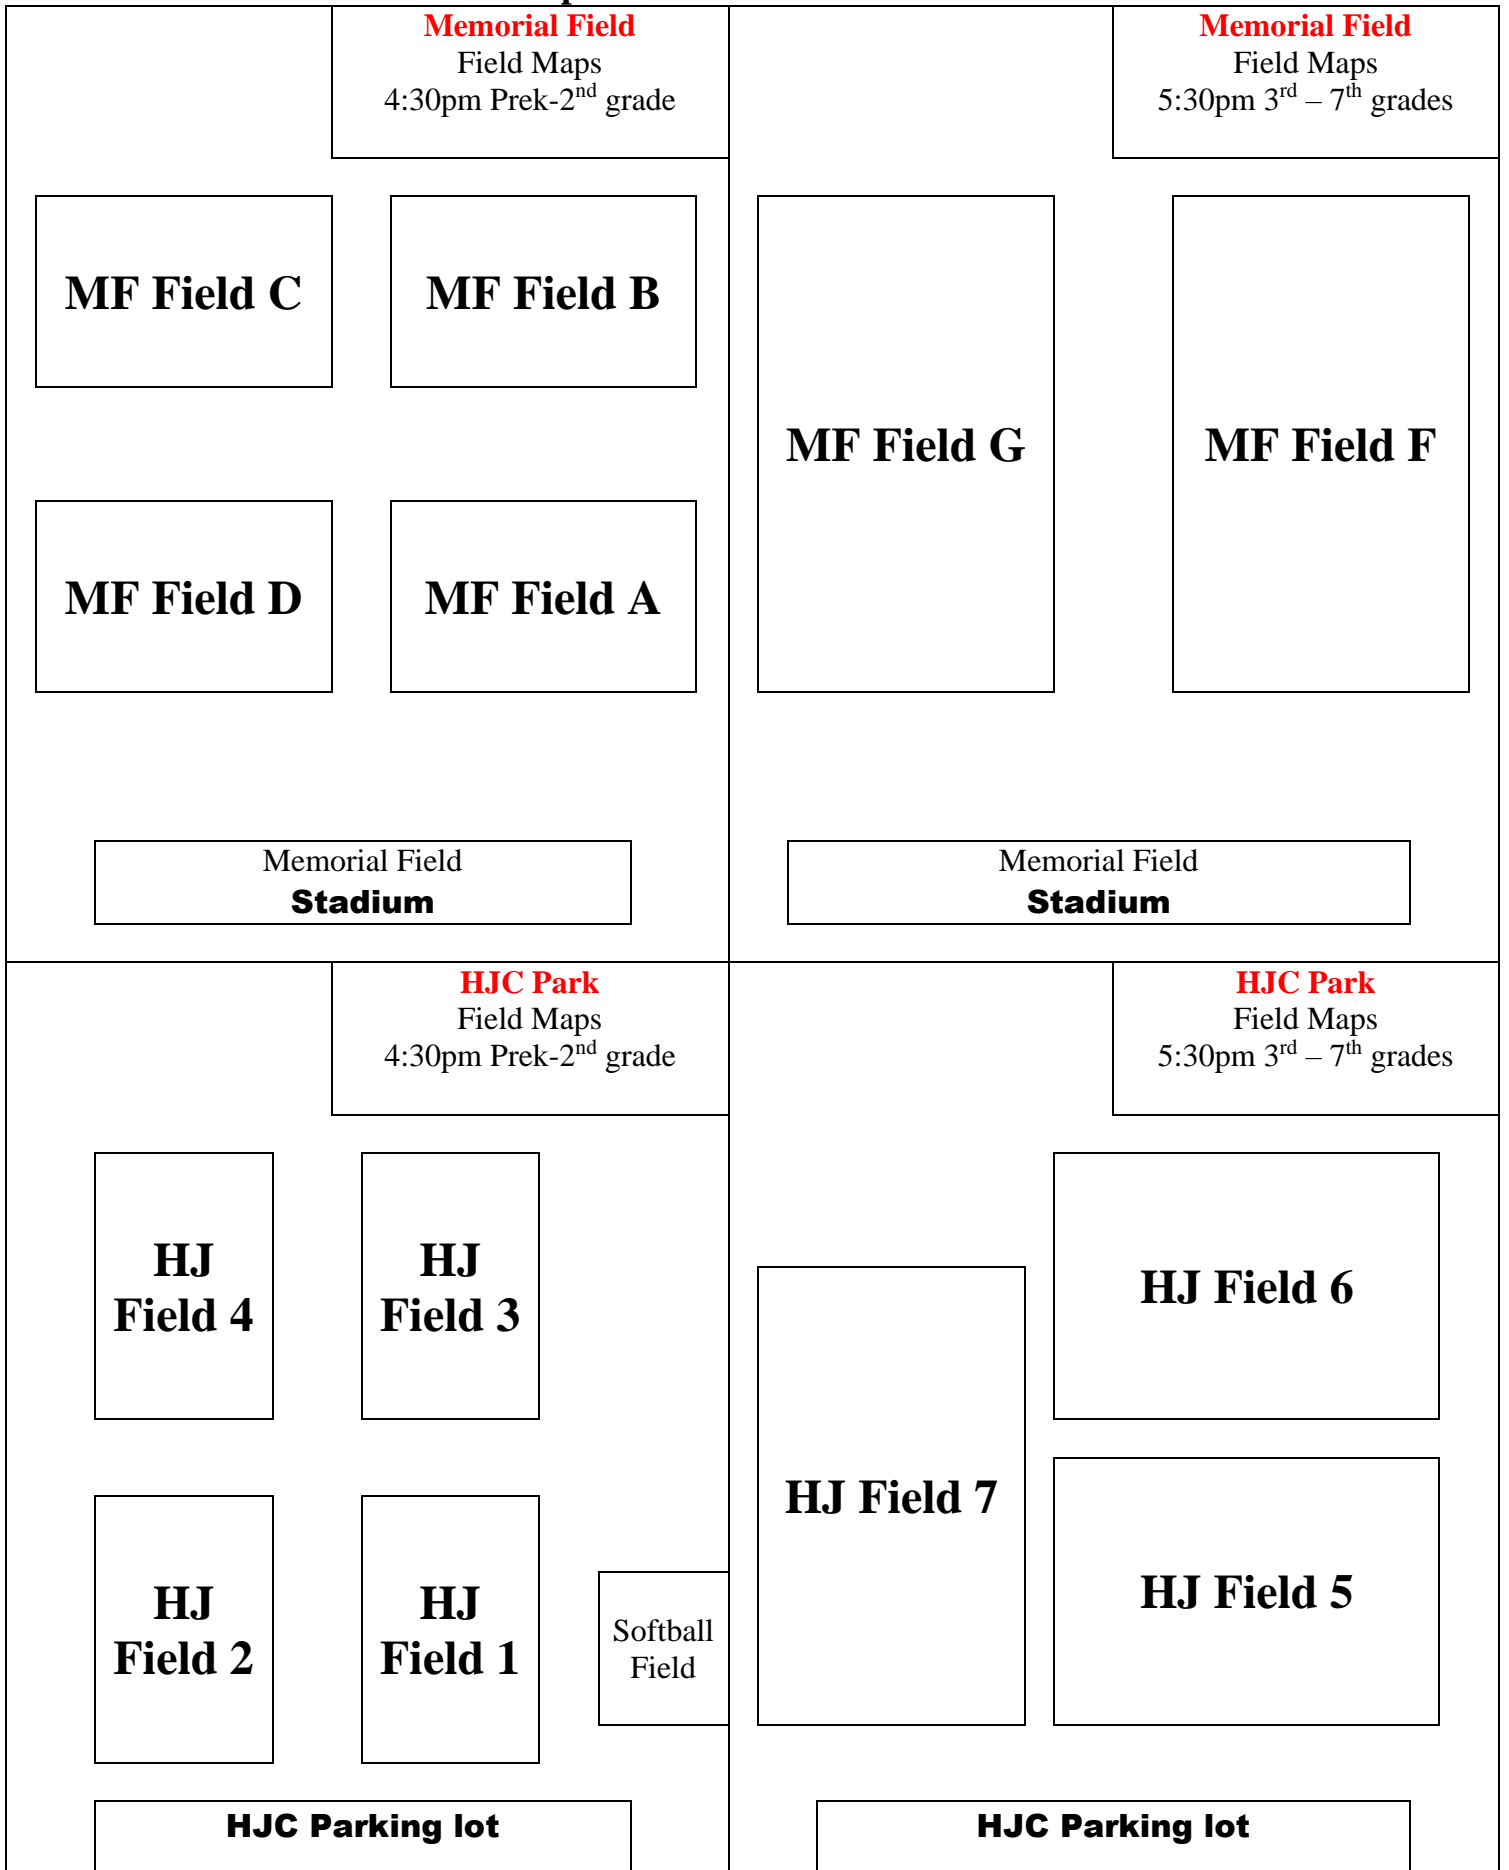 Memorial Field
Field Maps
4:30pm Prek-2nd grade
MF Field C
MF Field B
MF Field D
MF Field A
Memorial Field
Stadium
Memorial Field
Field Maps
5:30pm 3rd – 7th grades
MF Field G
MF Field F
Memorial Field
Stadium
HJC Park
Field Maps
4:30pm Prek-2nd grade
HJ
Field 4
HJ
Field 3
HJ
Field 2
HJ
Field 1
Softball
Field
HJC Parking lot
HJC Park
Field Maps
5:30pm 3rd – 7th grades
HJ Field 6
HJ Field 7
HJ Field 5
HJC Parking lot